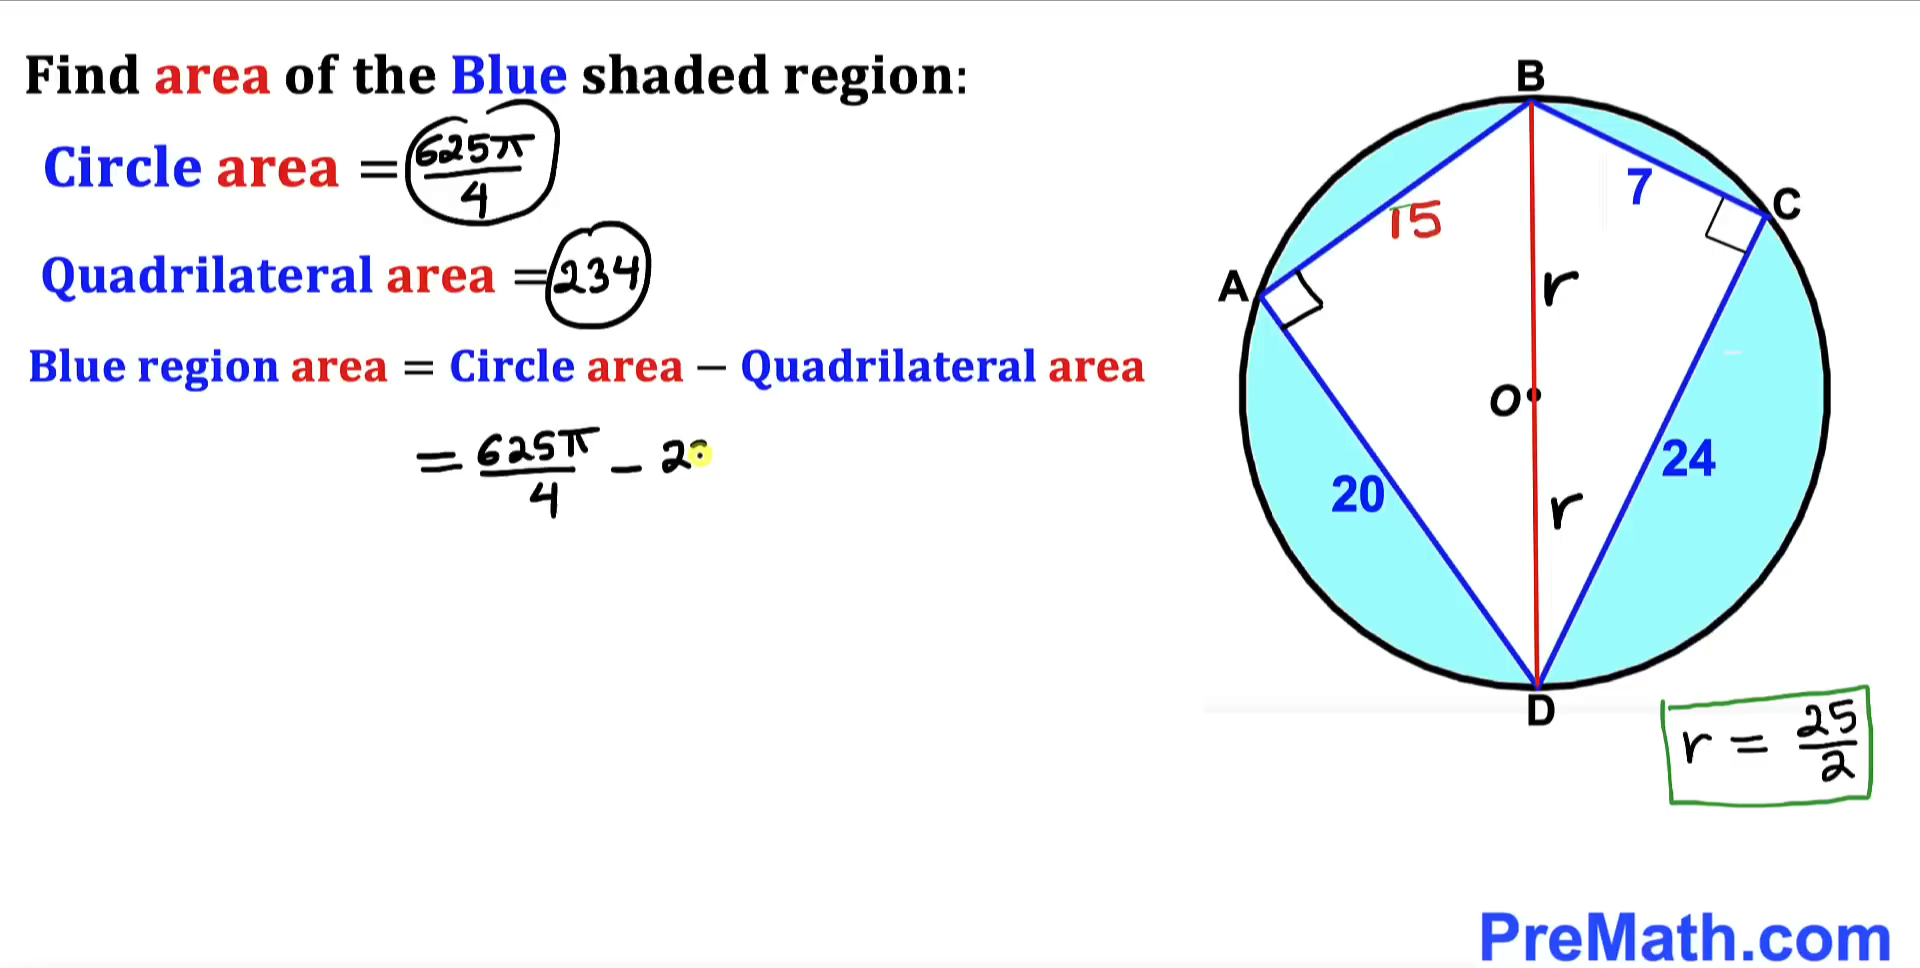 Find area of the Blue shaded region:
Circle area = 625π/4
Quadrilateral area = 234
Blue region area = Circle area − Quadrilateral area
= 625π/4 −
B
A
C
D
O
15
7
r
r
20
24
r = 25/2
PreMath.com